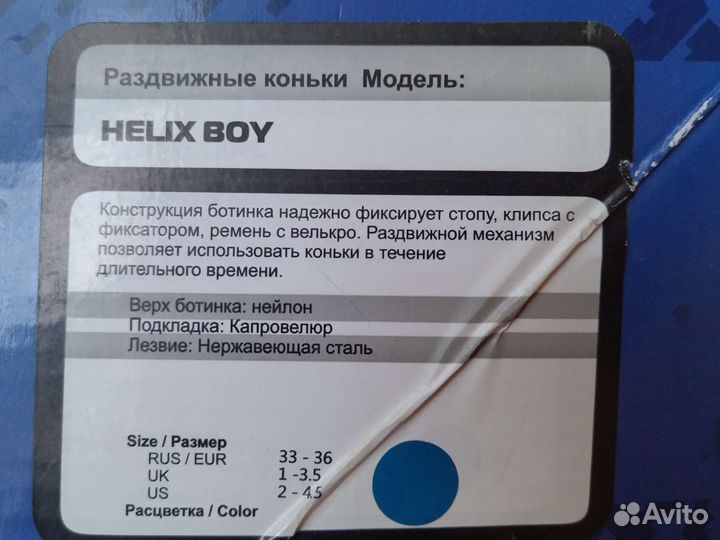 Раздвижные коньки Модель:
HELIX BOY
Конструкция ботинка надежно фиксирует стопу, клипса с
фиксатором, ремень с велькро. Раздвижной механизм
позволяет использовать коньки в течение
длительного времени.
Верх ботинка: нейлон
Подкладка: Капровелюр
Лезвие: Нержавеющая сталь
Size / Размер
RUS / EUR 33 - 36
UK 1 -3.5
US 2 - 4.5
Расцветка / Color
Avito